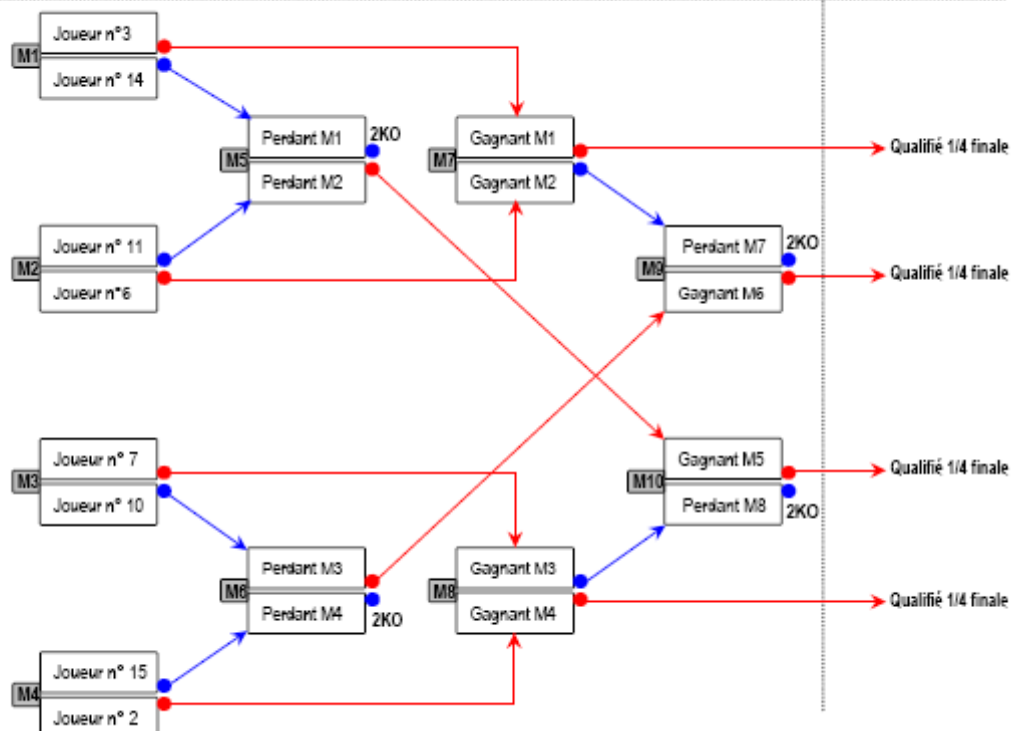 M1
Joueur n°3
Joueur n° 14
M5
Perdant M1
Perdant M2
2KO
M7
Gagnant M1
Gagnant M2
Qualifié 1/4 finale
M2
Joueur n° 11
Joueur n°6
M9
Perdant M7
Gagnant M6
2KO
Qualifié 1/4 finale
M3
Joueur n° 7
Joueur n° 10
M10
Gagnant M5
Perdant M8
2KO
Qualifié 1/4 finale
M6
Perdant M3
Perdant M4
2KO
M8
Gagnant M3
Gagnant M4
Qualifié 1/4 finale
M4
Joueur n° 15
Joueur n° 2